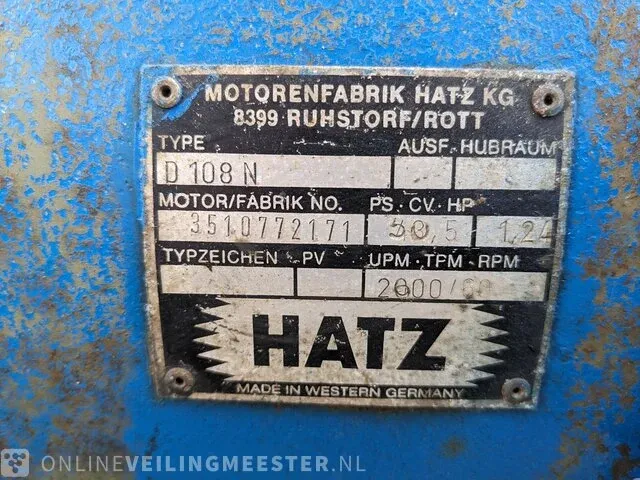 MOTORENFABRIK HATZ KG
8399 RUHSTORF/ROTT
TYPE AUSF. HUBRAUM
D 108 N
MOTOR/FABRIK NO. PS · CV · HP
3510772171 1,24
TYPZEICHEN PV UPM · TPM · RPM
HATZ
MADE IN WESTERN GERMANY
ONLINEVEILINGMEESTER.NL